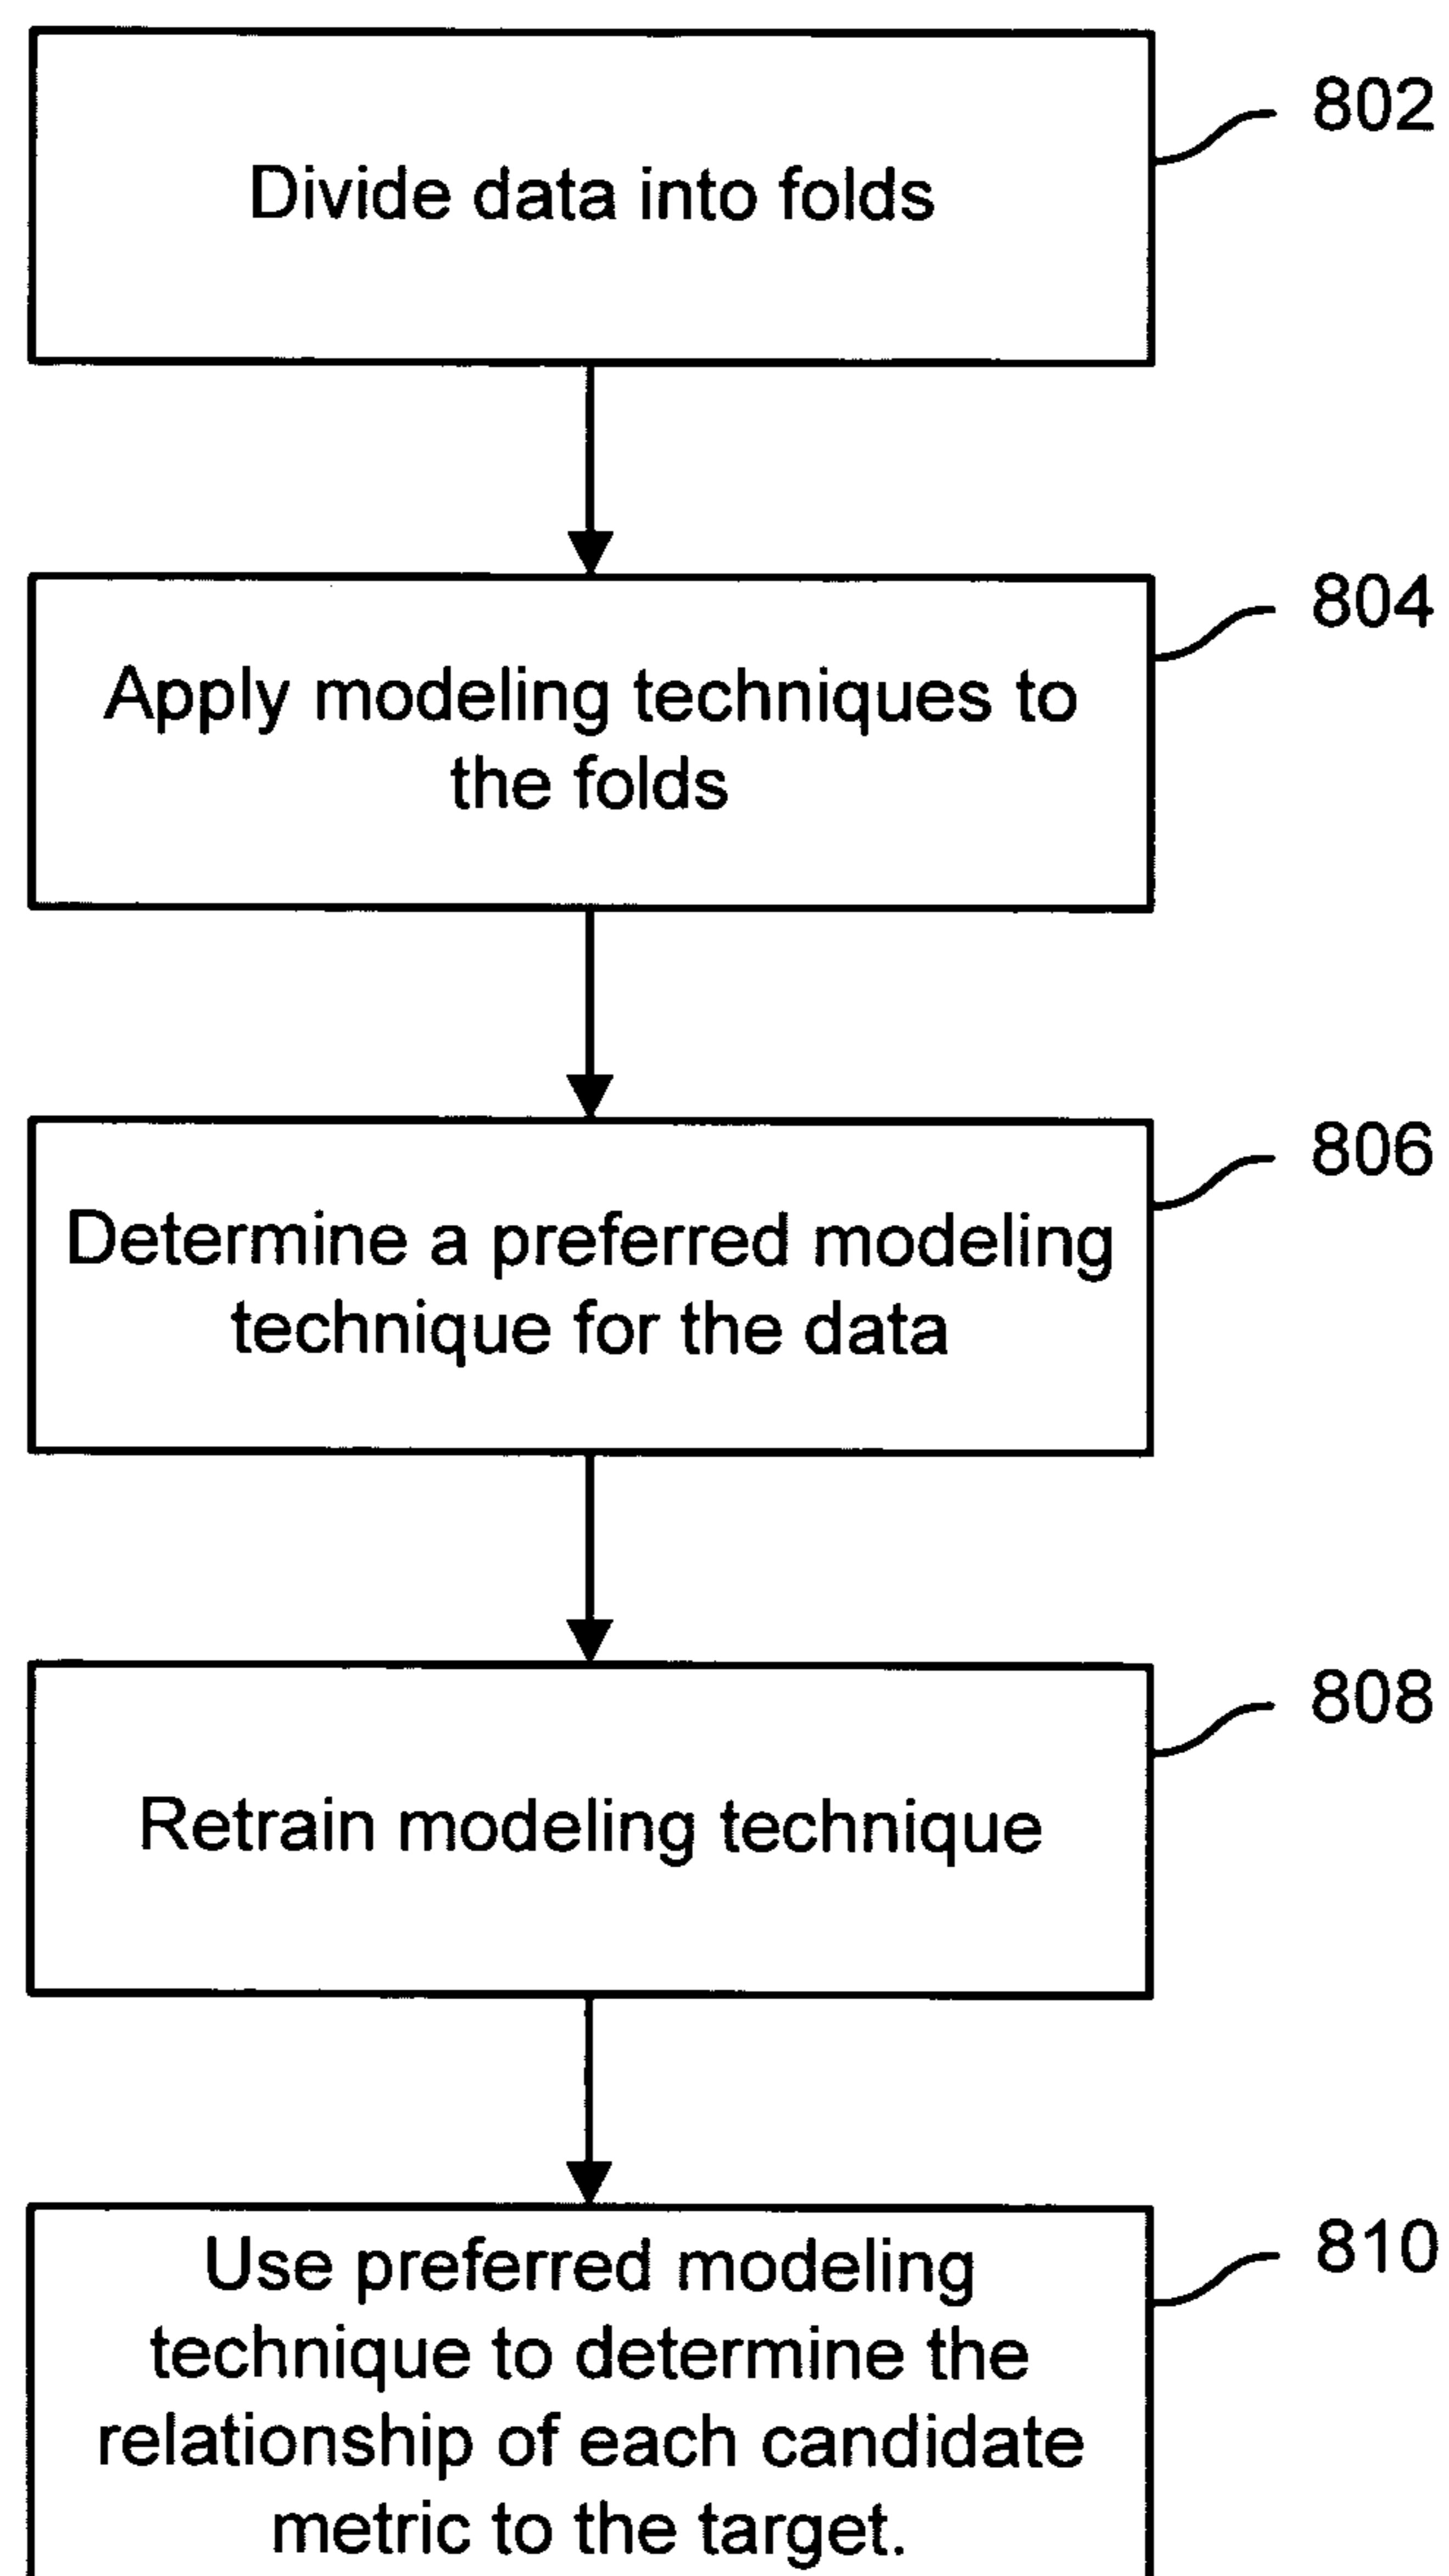 802
Divide data into folds
804
Apply modeling techniques to
the folds
806
Determine a preferred modeling
technique for the data
808
Retrain modeling technique
810
Use preferred modeling
technique to determine the
relationship of each candidate
metric to the target.